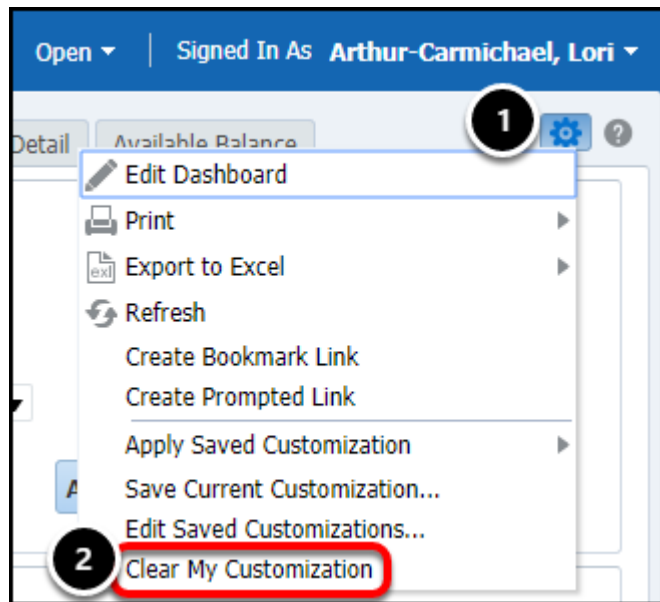 Open Signed In As Arthur-Carmichael, Lori
1
Detail Available Balance
Edit Dashboard
Print
exl Export to Excel
Refresh
Create Bookmark Link
Create Prompted Link
Apply Saved Customization
A
Save Current Customization...
Edit Saved Customizations...
2
Clear My Customization